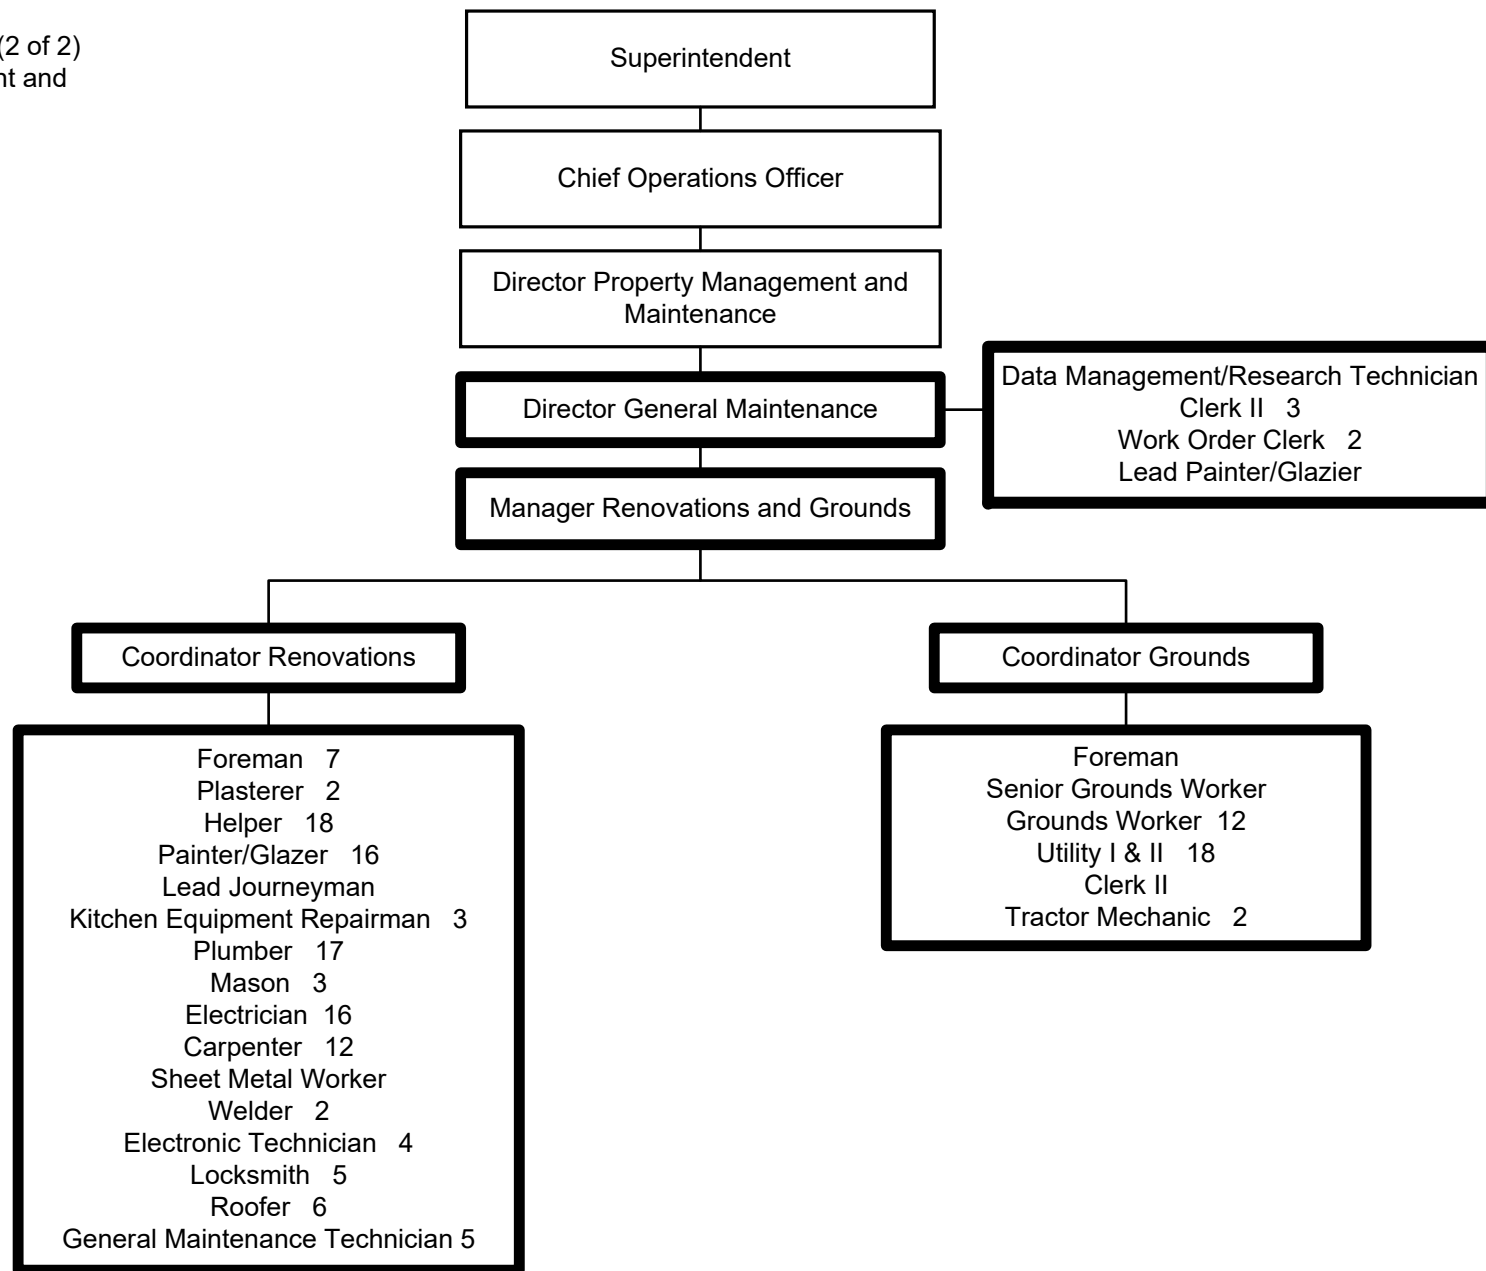 (2 of 2)
nt and
Superintendent
Chief Operations Officer
Director Property Management and
Maintenance
Director General Maintenance
Data Management/Research Technician
Clerk II 3
Work Order Clerk 2
Lead Painter/Glazier
Manager Renovations and Grounds
Coordinator Renovations
Coordinator Grounds
Foreman 7
Plasterer 2
Helper 18
Painter/Glazer 16
Lead Journeyman
Kitchen Equipment Repairman 3
Plumber 17
Mason 3
Electrician 16
Carpenter 12
Sheet Metal Worker
Welder 2
Electronic Technician 4
Locksmith 5
Roofer 6
General Maintenance Technician 5
Foreman
Senior Grounds Worker
Grounds Worker 12
Utility I & II 18
Clerk II
Tractor Mechanic 2